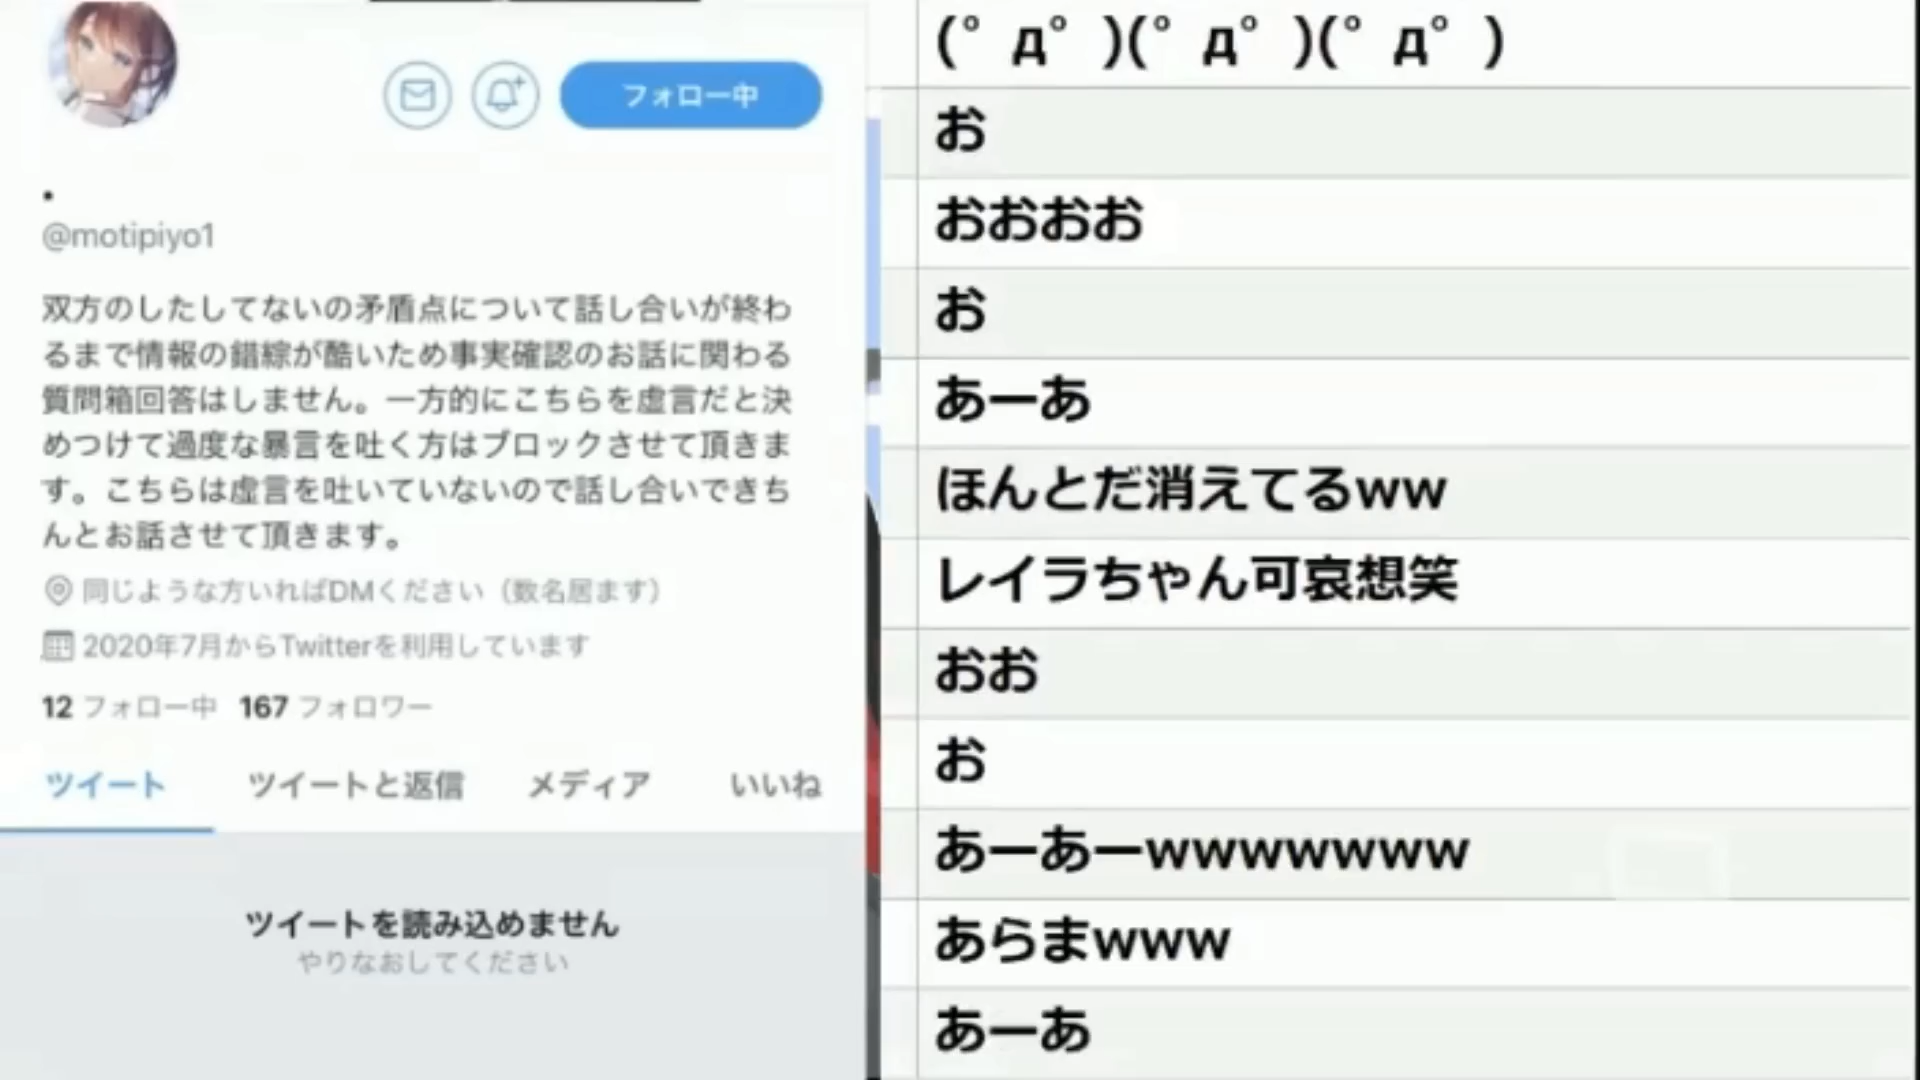 フォロー中
.
@motipiyo1
双方のしたしてないの矛盾点について話し合いが終わ
るまで情報の錯綜が酷いため事実確認のお話に関わる
質問箱回答はしません。一方的にこちらを虚言だと決
めつけて過度な暴言を吐く方はブロックさせて頂きま
す。こちらは虚言を吐いていないので話し合いできち
んとお話させて頂きます。
同じような方いればDMください（数名居ます）
2020年7月からTwitterを利用しています
12 フォロー中 167 フォロワー
ツイート ツイートと返信 メディア いいね
ツイートを読み込めません
やりなおしてください
(ﾟДﾟ)(ﾟДﾟ)(ﾟДﾟ)
お
おおおお
お
あーあ
ほんとだ消えてるww
レイラちゃん可哀想笑
おお
お
あーあーwwwwwwww
あらまwww
あーあ